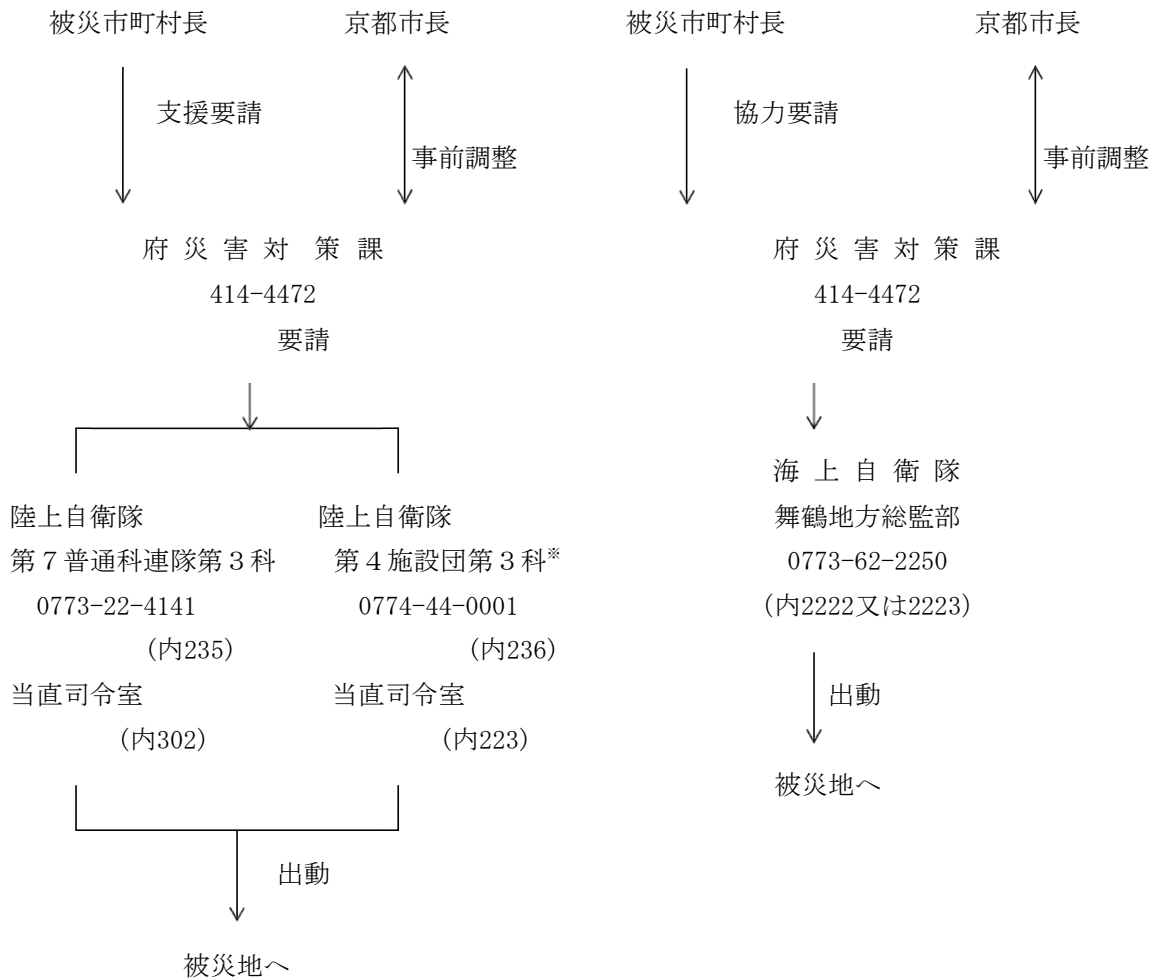 被災市町村長
京都市長
支援要請
事前調整
府 災 害 対 策 課
414-4472
要請
陸上自衛隊
第7普通科連隊第3科
0773-22-4141
(内235)
当直司令室
(内302)
陸上自衛隊
第4施設団第3科※
0774-44-0001
(内236)
当直司令室
(内223)
出動
被災地へ
被災市町村長
京都市長
協力要請
事前調整
府 災 害 対 策 課
414-4472
要請
海 上 自 衛 隊
舞鶴地方総監部
0773-62-2250
(内2222又は2223)
出動
被災地へ